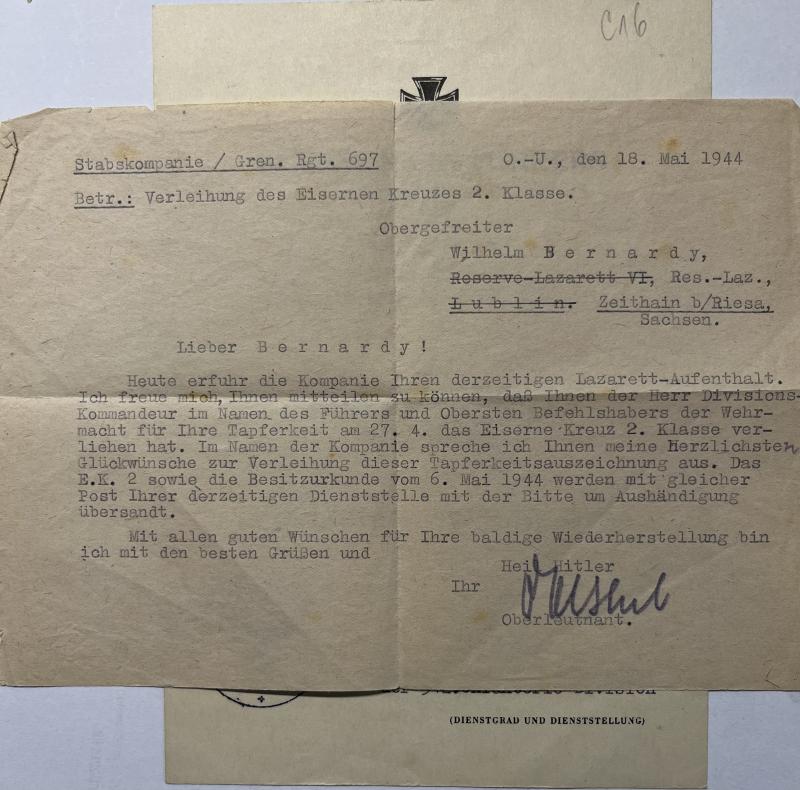 C16
Stabskompanie / Gren. Rgt. 697
O.-U., den 18. Mai 1944
Betr.: Verleihung des Eisernen Kreuzes 2. Klasse.
Obergefreiter
Wilhelm B e r n a r d y,
Reserve-Lazarett VI, Res.-Laz.,
L u b l i n. Zeithain b/Riesa,
Sachsen.
Lieber B e r n a r d y !
Heute erfuhr die Kompanie Ihren derzeitigen Lazarett-Aufenthalt.
Ich freue mich, Ihnen mitteilen zu können, daß Ihnen der Herr Divisions-
Kommandeur im Namen des Führers und Obersten Befehlshabers der Wehr-
macht für Ihre Tapferkeit am 27. 4. das Eiserne Kreuz 2. Klasse ver-
liehen hat. Im Namen der Kompanie spreche ich Ihnen meine Herzlichsten
Glückwünsche zur Verleihung dieser Tapferkeitsauszeichnung aus. Das
E.K. 2 sowie die Besitzurkunde vom 6. Mai 1944 werden mit gleicher
Post Ihrer derzeitigen Dienststelle mit der Bitte um Aushändigung
übersandt.
Mit allen guten Wünschen für Ihre baldige Wiederherstellung bin
ich mit den besten Grüßen und
Heil Hitler
Ihr
Oberleutnant.
Division
(DIENSTGRAD UND DIENSTSTELLUNG)